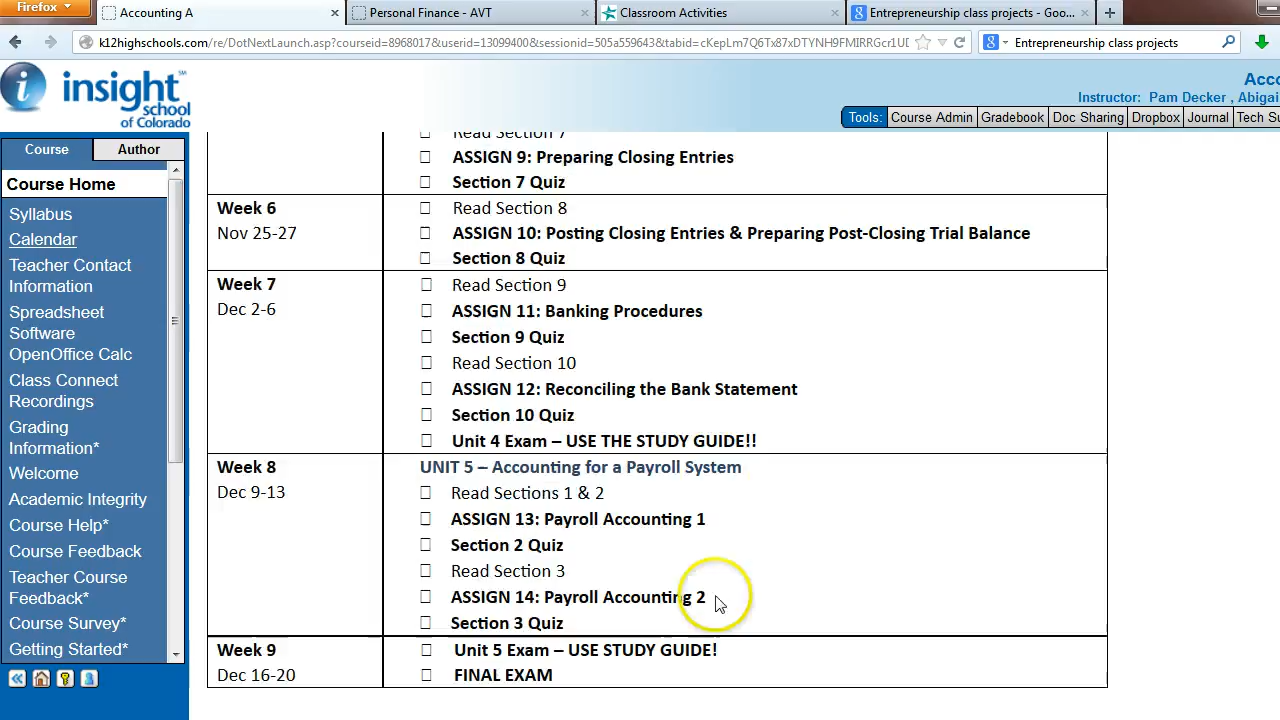 Firefox
Accounting A
Personal Finance - AVT
Classroom Activities
Entrepreneurship class projects - Goo...
k12highschools.com/re/DotNextLaunch.asp?courseid=8968017&userid=13099400&sessionid=505a559643&tabid=cKepLm7Q6Tx87xDTYNH9FMIRRGcr1UD
Entrepreneurship class projects
insight
school
of Colorado
Acco
Instructor: Pam Decker , Abigai
Tools: Course Admin Gradebook Doc Sharing Dropbox Journal Tech Su
Course Author
Course Home
Syllabus
Calendar
Teacher Contact
Information
Spreadsheet
Software
OpenOffice Calc
Class Connect
Recordings
Grading
Information*
Welcome
Academic Integrity
Course Help*
Course Feedback
Teacher Course
Feedback*
Course Survey*
Getting Started*
Read Section 7
ASSIGN 9: Preparing Closing Entries
Section 7 Quiz
Week 6
Nov 25-27
Read Section 8
ASSIGN 10: Posting Closing Entries & Preparing Post-Closing Trial Balance
Section 8 Quiz
Week 7
Dec 2-6
Read Section 9
ASSIGN 11: Banking Procedures
Section 9 Quiz
Read Section 10
ASSIGN 12: Reconciling the Bank Statement
Section 10 Quiz
Unit 4 Exam – USE THE STUDY GUIDE!!
Week 8
Dec 9-13
UNIT 5 – Accounting for a Payroll System
Read Sections 1 & 2
ASSIGN 13: Payroll Accounting 1
Section 2 Quiz
Read Section 3
ASSIGN 14: Payroll Accounting 2
Section 3 Quiz
Week 9
Dec 16-20
Unit 5 Exam – USE STUDY GUIDE!
FINAL EXAM